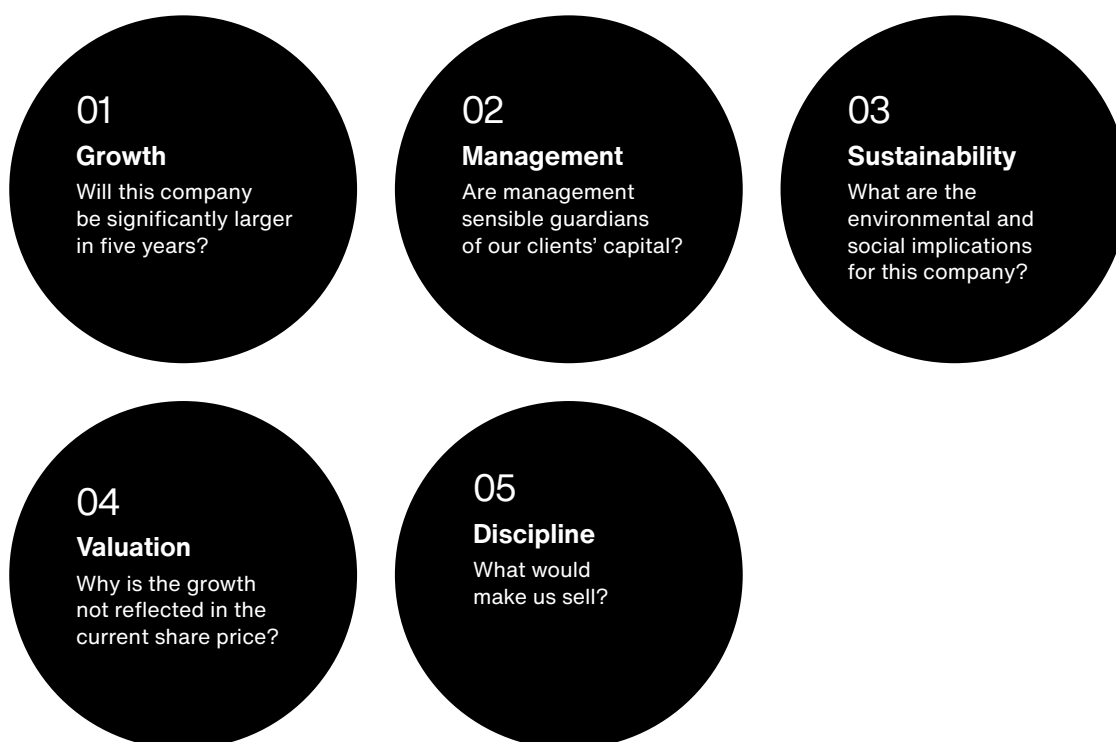 01
Growth
Will this company
be significantly larger
in five years?
02
Management
Are management
sensible guardians
of our clients’ capital?
03
Sustainability
What are the
environmental and
social implications
for this company?
04
Valuation
Why is the growth
not reflected in the
current share price?
05
Discipline
What would
make us sell?